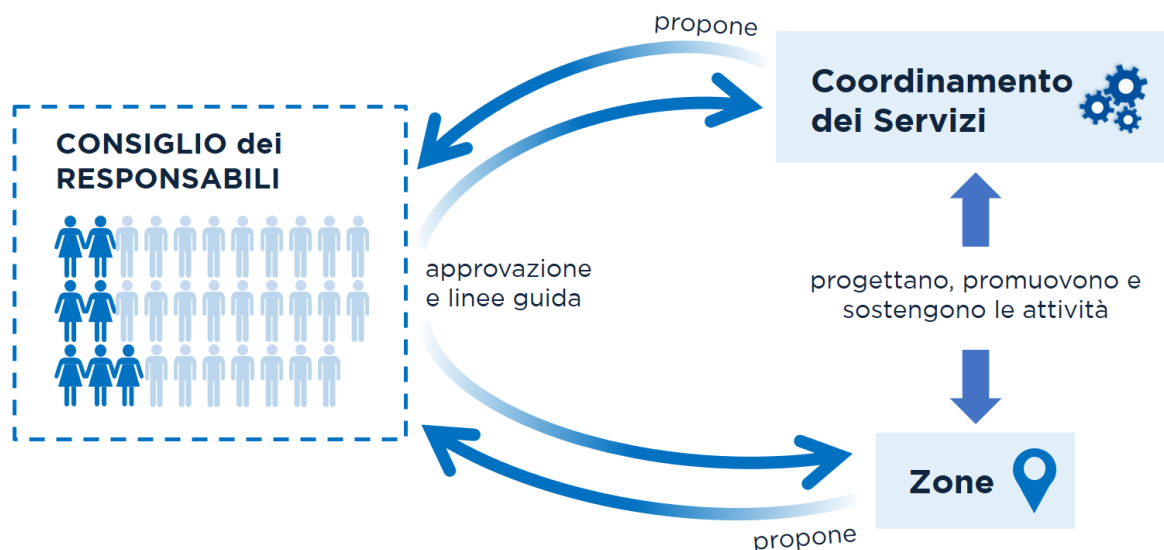 propone
Coordinamento
dei Servizi
CONSIGLIO dei
RESPONSABILI
approvazione
e linee guida
progettano, promuovono e
sostengono le attività
Zone
propone